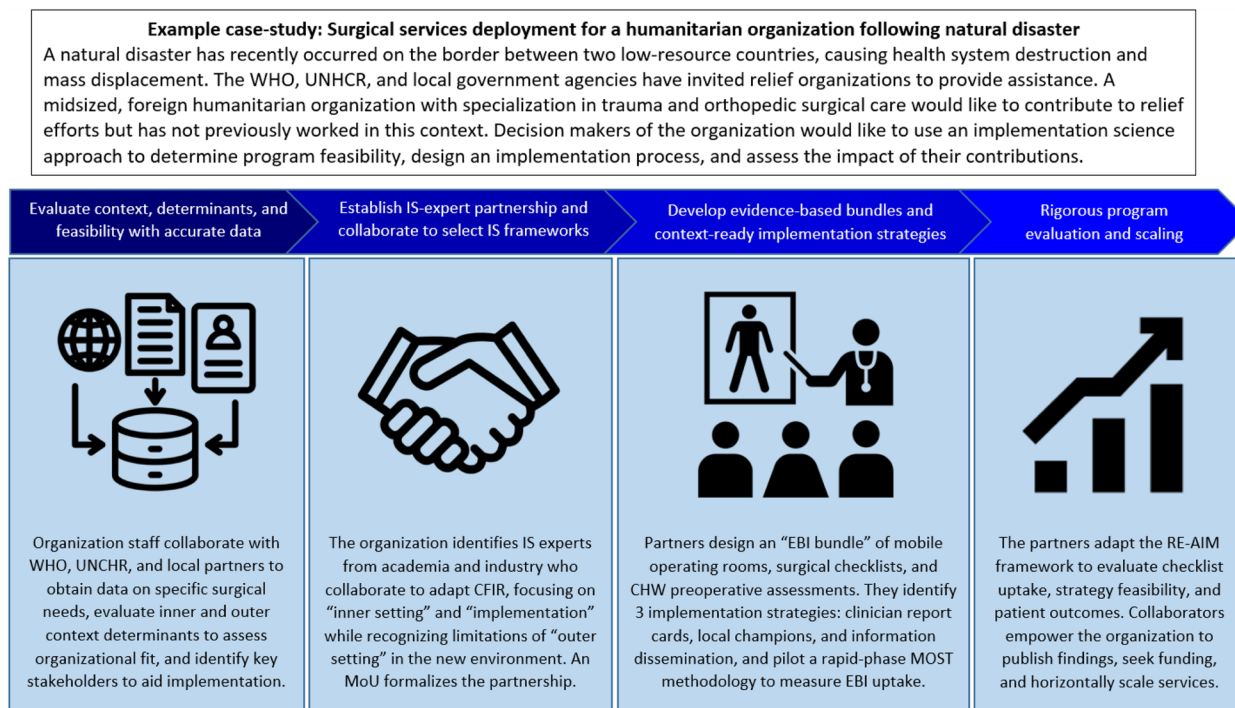 Example case-study: Surgical services deployment for a humanitarian organization following natural disaster
A natural disaster has recently occurred on the border between two low-resource countries, causing health system destruction and
mass displacement. The WHO, UNHCR, and local government agencies have invited relief organizations to provide assistance. A
midsized, foreign humanitarian organization with specialization in trauma and orthopedic surgical care would like to contribute to relief
efforts but has not previously worked in this context. Decision makers of the organization would like to use an implementation science
approach to determine program feasibility, design an implementation process, and assess the impact of their contributions.
Evaluate context, determinants, and
feasibility with accurate data
Establish IS-expert partnership and
collaborate to select IS frameworks
Develop evidence-based bundles and
context-ready implementation strategies
Rigorous program
evaluation and scaling
Organization staff collaborate with
WHO, UNCHR, and local partners to
obtain data on specific surgical
needs, evaluate inner and outer
context determinants to assess
organizational fit, and identify key
stakeholders to aid implementation.
The organization identifies IS experts
from academia and industry who
collaborate to adapt CFIR, focusing on
“inner setting” and “implementation”
while recognizing limitations of “outer
setting” in the new environment. An
MoU formalizes the partnership.
Partners design an “EBI bundle” of mobile
operating rooms, surgical checklists, and
CHW preoperative assessments. They identify
3 implementation strategies: clinician report
cards, local champions, and information
dissemination, and pilot a rapid-phase MOST
methodology to measure EBI uptake.
The partners adapt the RE-AIM
framework to evaluate checklist
uptake, strategy feasibility, and
patient outcomes. Collaborators
empower the organization to
publish findings, seek funding,
and horizontally scale services.